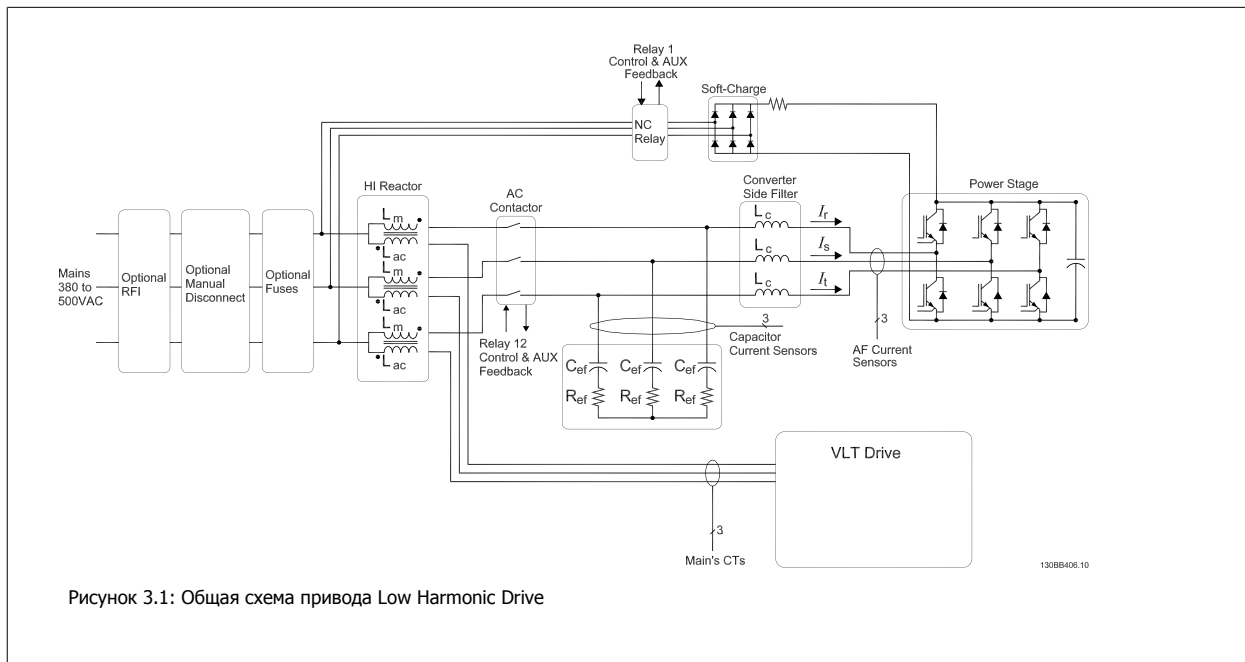 Relay 1
Control & AUX
Feedback
Soft-Charge
NC
Relay
HI Reactor
AC
Contactor
Converter
Side Filter
Power Stage
Lm
Lac
Lm
Lac
Lm
Lac
Lc
Lc
Lc
Ir
Is
It
Mains
380 to
500VAC
Optional
RFI
Optional
Manual
Disconnect
Optional
Fuses
Relay 12
Control & AUX
Feedback
3
Capacitor
Current Sensors
3
AF Current
Sensors
Cef Cef Cef
Ref Ref Ref
VLT Drive
3
Main's CTs
130BB406.10
Рисунок 3.1: Общая схема привода Low Harmonic Drive